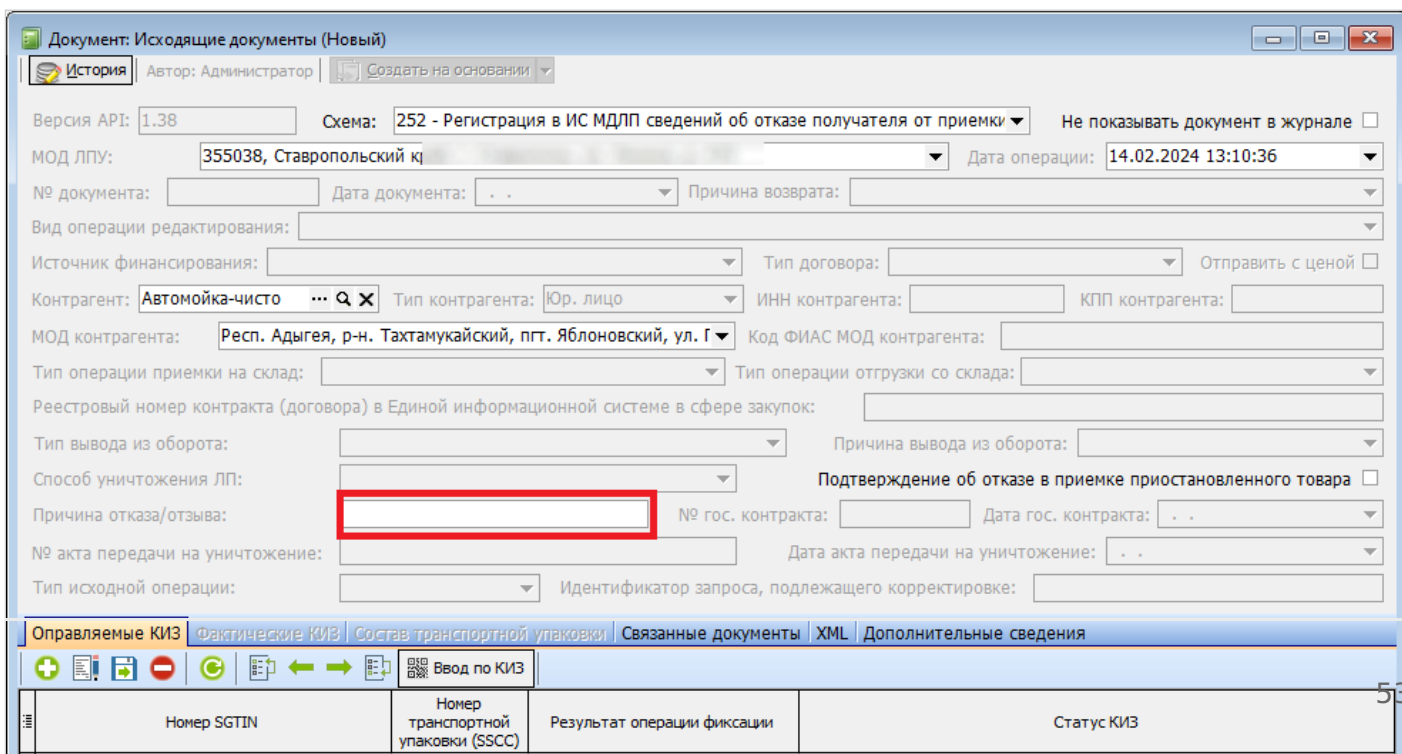 Документ: Исходящие документы (Новый)
История Автор: Администратор Создать на основании
Версия API: 1.38 Схема: 252 - Регистрация в ИС МДЛП сведений об отказе получателя от приемки Не показывать документ в журнале
МОД ЛПУ: 355038, Ставропольский Дата операции: 14.02.2024 13:10:36
№ документа: Дата документа: . . Причина возврата:
Вид операции редактирования:
Источник финансирования: Тип договора: Отправить с ценой
Контрагент: Автомойка-чисто ... Тип контрагента: Юр. лицо ИНН контрагента: КПП контрагента:
МОД контрагента: Респ. Адыгея, р-н. Тахтамукайский, пгт. Яблоновский, ул. Код ФИАС МОД контрагента:
Тип операции приемки на склад: Тип операции отгрузки со склада:
Реестровый номер контракта (договора) в Единой информационной системе в сфере закупок:
Тип вывода из оборота: Причина вывода из оборота:
Способ уничтожения ЛП: Подтверждение об отказе в приемке приостановленного товара
Причина отказа/отзыва: № гос. контракта: Дата гос. контракта: . .
№ акта передачи на уничтожение: Дата акта передачи на уничтожение: . .
Тип исходной операции: Идентификатор запроса, подлежащего корректировке:
Оправляемые КИЗ Фактические КИЗ Состав транспортной упаковки Связанные документы XML Дополнительные сведения
Ввод по КИЗ
53
Номер SGTIN Номер транспортной упаковки (SSCC) Результат операции фиксации Статус КИЗ